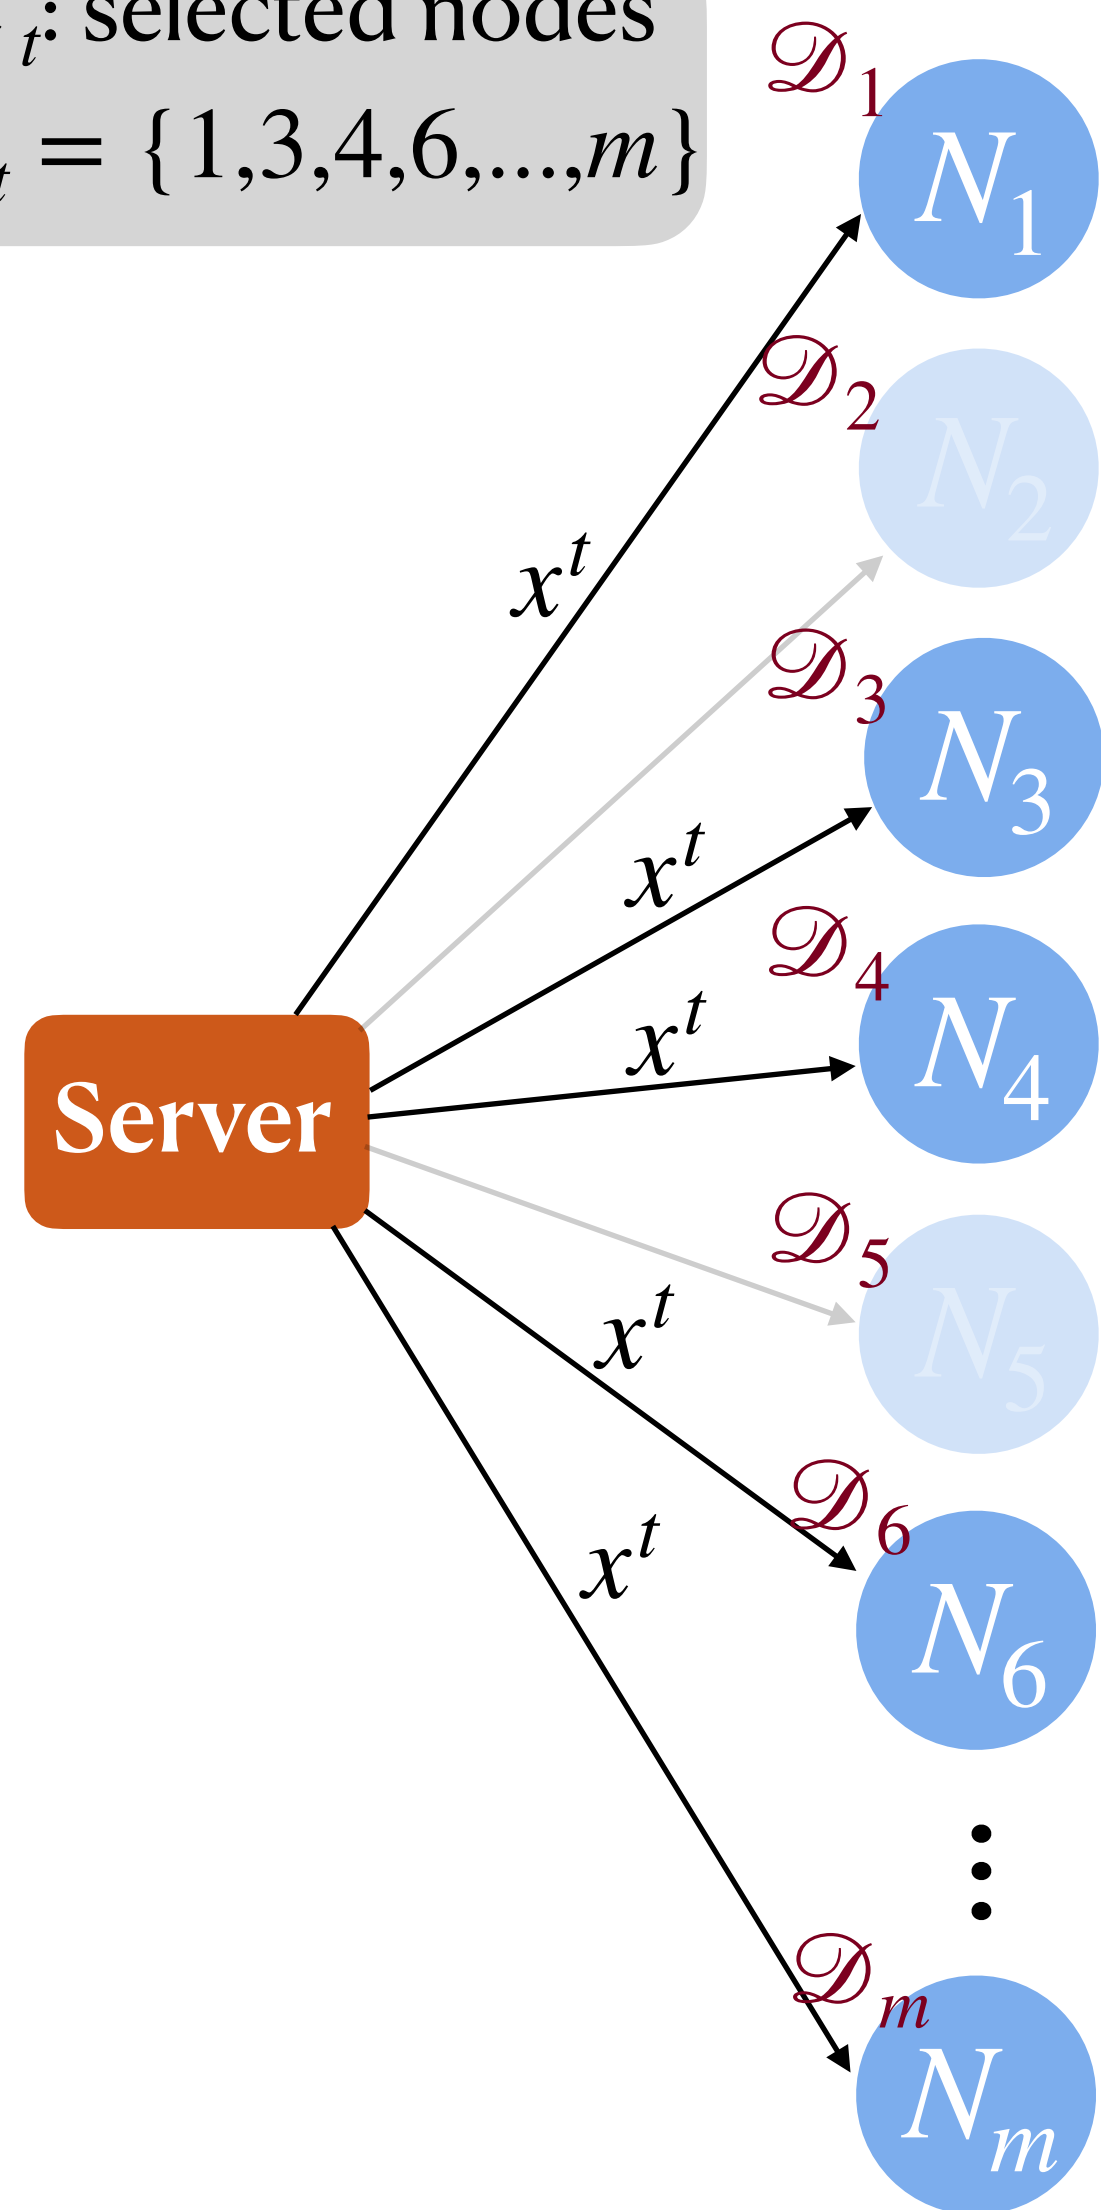 t: selected nodes
t = {1,3,4,6,...,m}
𝒟1
N1
𝒟2
N2
xᵗ
𝒟3
N3
xᵗ
𝒟4
N4
xᵗ
Server
𝒟5
N5
xᵗ
𝒟6
N6
xᵗ
𝒟m
Nm